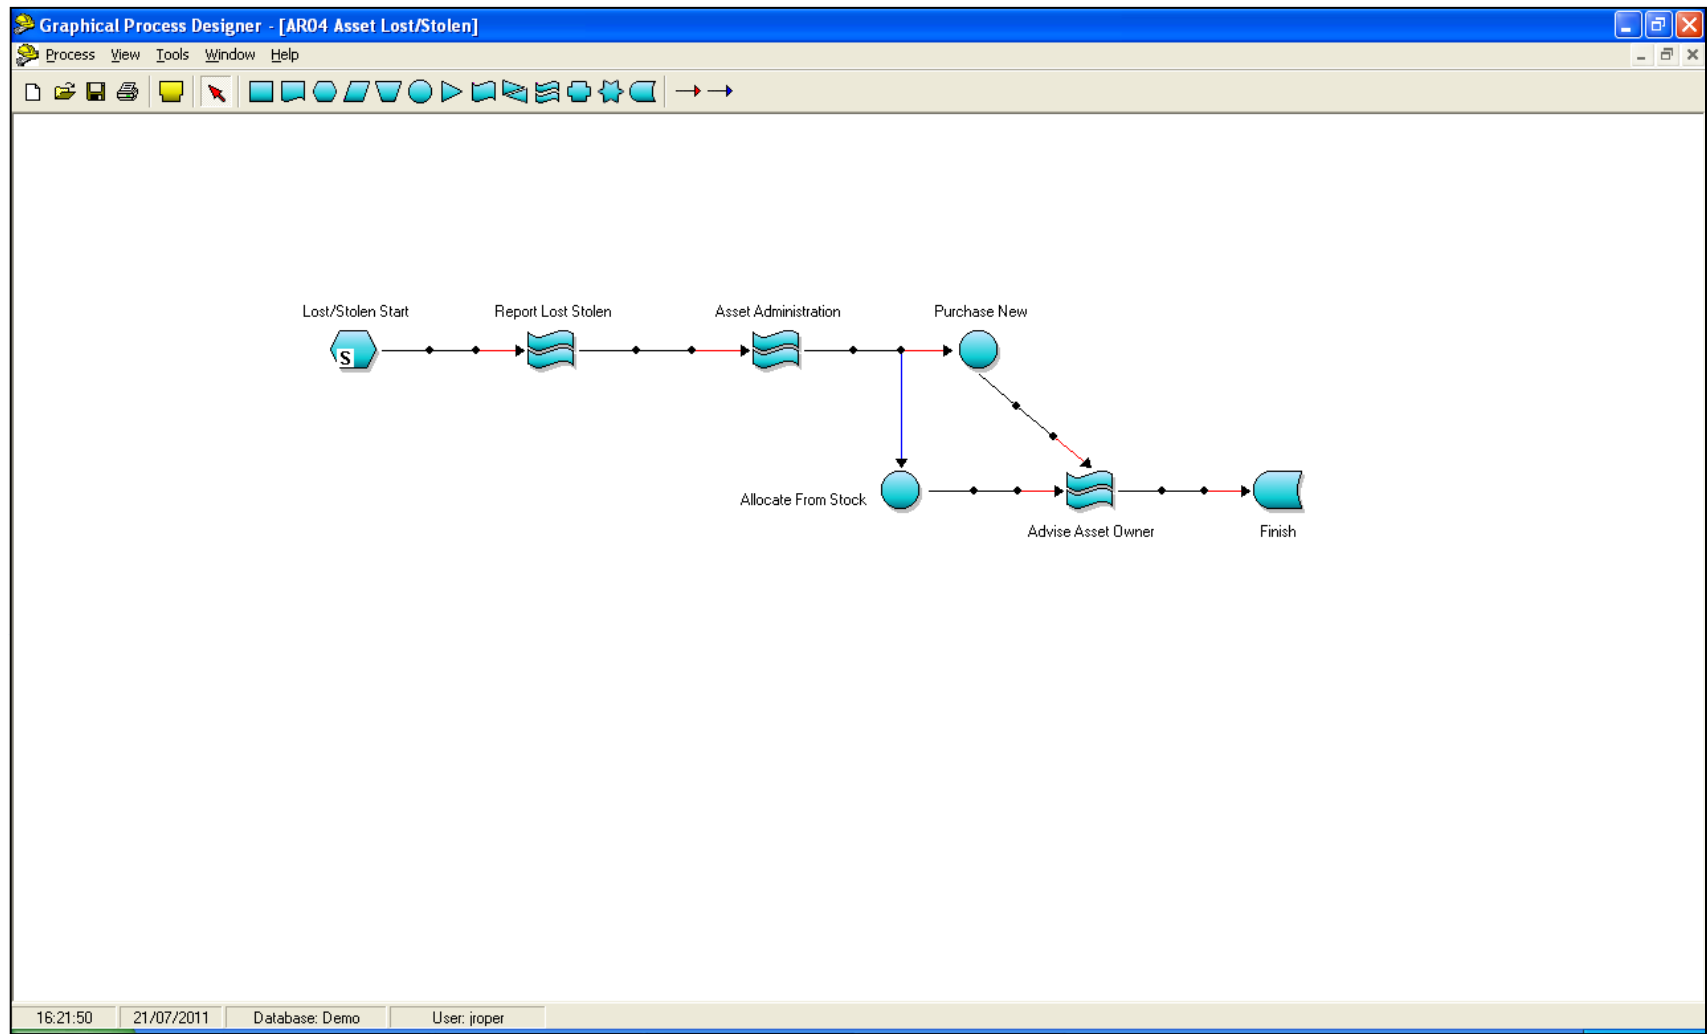 Graphical Process Designer - [AR04 Asset Lost/Stolen]
Process View Tools Window Help
Lost/Stolen Start Report Lost Stolen Asset Administration Purchase New
S
Allocate From Stock
Advise Asset Owner Finish
16:21:50 21/07/2011 Database: Demo User: jroper